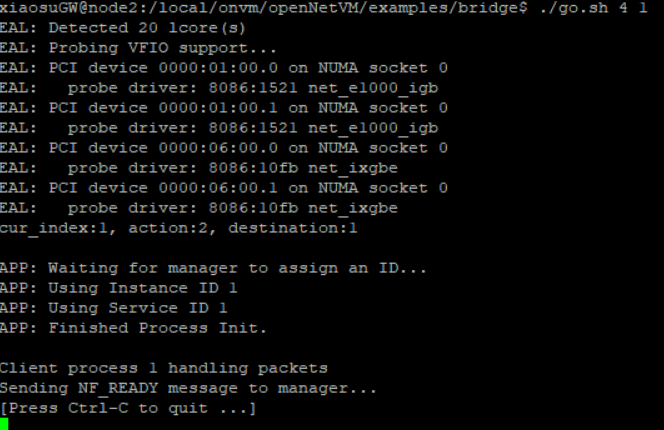 xiaosuGW@node2:/local/onvm/openNetVM/examples/bridge$ ./go.sh 4 1
EAL: Detected 20 lcore(s)
EAL: Probing VFIO support...
EAL: PCI device 0000:01:00.0 on NUMA socket 0
EAL:   probe driver: 8086:1521 net_e1000_igb
EAL: PCI device 0000:01:00.1 on NUMA socket 0
EAL:   probe driver: 8086:1521 net_e1000_igb
EAL: PCI device 0000:06:00.0 on NUMA socket 0
EAL:   probe driver: 8086:10fb net_ixgbe
EAL: PCI device 0000:06:00.1 on NUMA socket 0
EAL:   probe driver: 8086:10fb net_ixgbe
cur_index:1, action:2, destination:1
APP: Waiting for manager to assign an ID...
APP: Using Instance ID 1
APP: Using Service ID 1
APP: Finished Process Init.
Client process 1 handling packets
Sending NF_READY message to manager...
[Press Ctrl-C to quit ...]